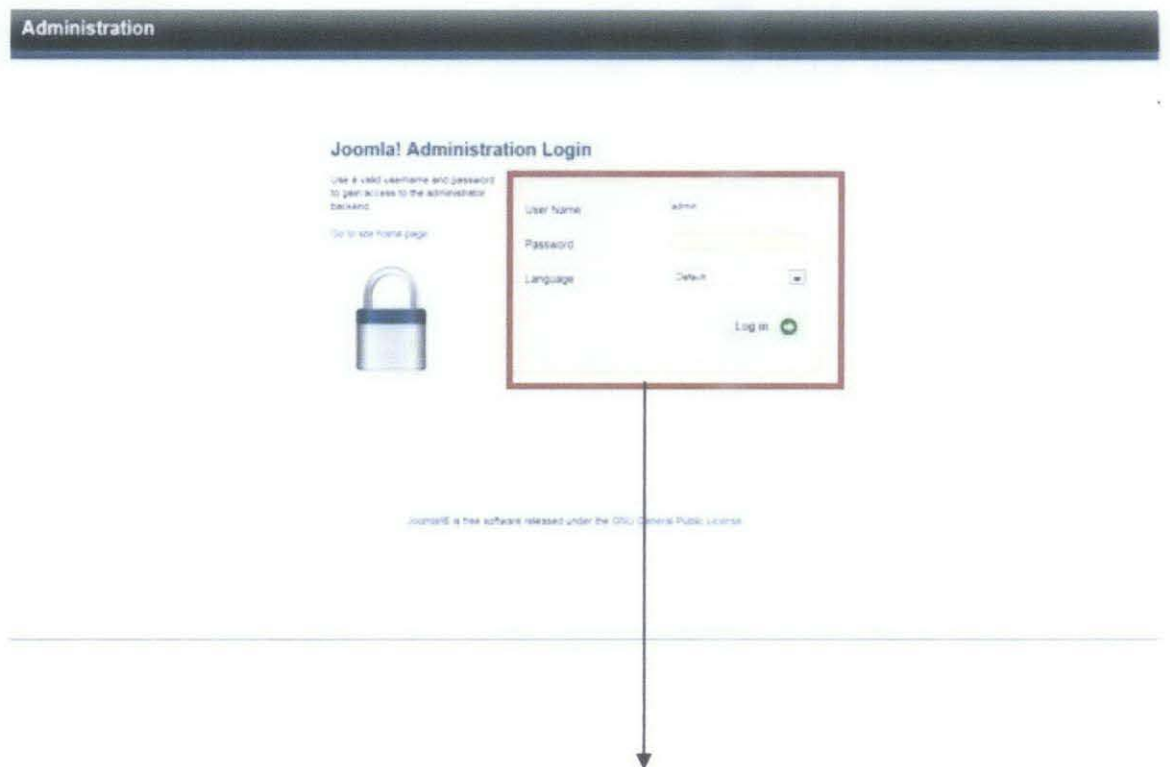 Administration
Joomla! Administration Login
Use a valid username and password
to gain access to the administrator
backend.
Go to site home page.
User Name admin
Password
Language Default
Log in
Joomla!® is free software released under the GNU General Public License.